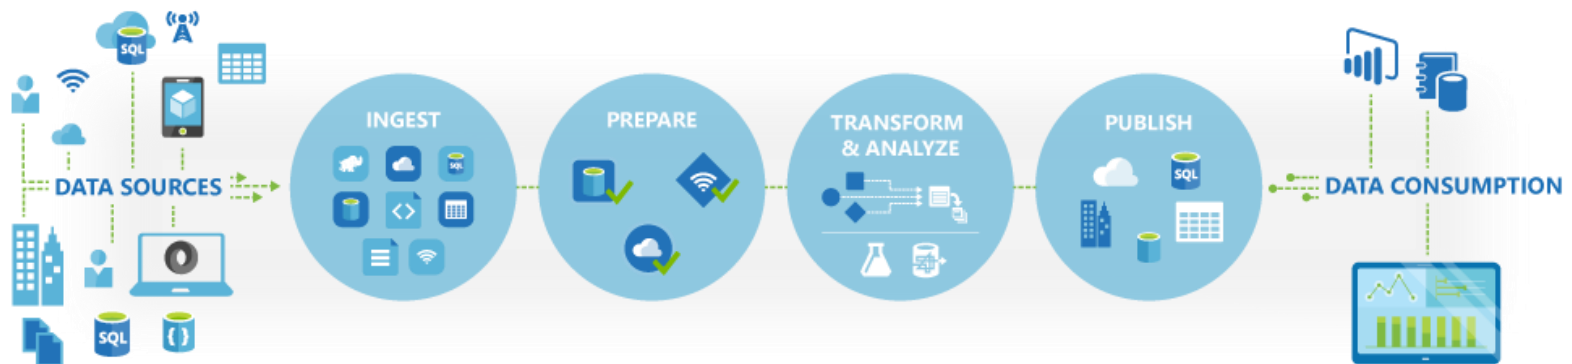 SQL
DATA SOURCES
SQL
{ }
INGEST
SQL
<>
PREPARE
TRANSFORM
& ANALYZE
PUBLISH
SQL
DATA CONSUMPTION